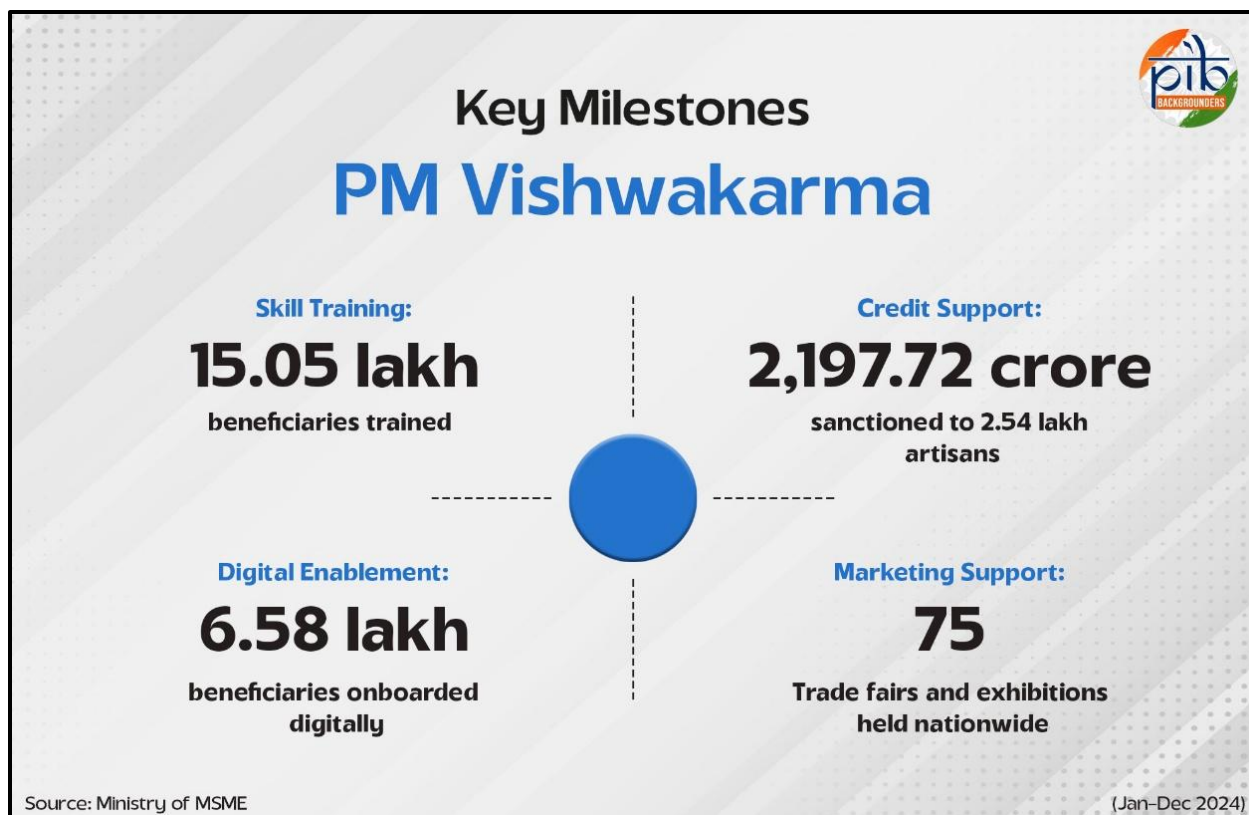 pib
BACKGROUNDERS
Key Milestones
PM Vishwakarma
Skill Training:
15.05 lakh
beneficiaries trained
Credit Support:
2,197.72 crore
sanctioned to 2.54 lakh
artisans
Digital Enablement:
6.58 lakh
beneficiaries onboarded
digitally
Marketing Support:
75
Trade fairs and exhibitions
held nationwide
Source: Ministry of MSME
(Jan-Dec 2024)